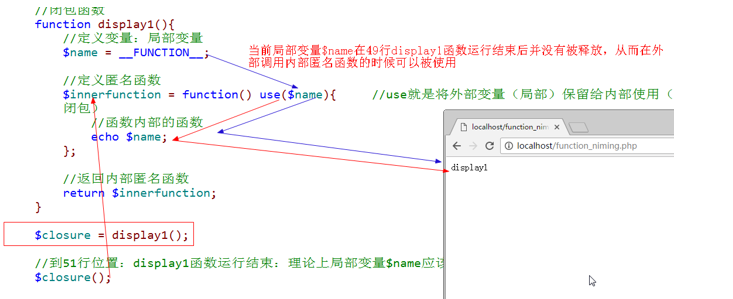 //闭包函数
function display1(){
//定义变量：局部变量
$name = __FUNCTION__;
当前局部变量$name在49行display1函数运行结束后并没有被释放，从而在外
部调用内部匿名函数的时候可以被使用
//定义匿名函数
$innerfunction = function() use($name){ //use就是将外部变量（局部）保留给内部使用（
闭包）
//函数内部的函数
echo $name;
};
//返回内部匿名函数
return $innerfunction;
}
$closure = display1();
//到51行位置：display1函数运行结束：理论上局部变量$name应该
$closure();
localhost/function_nim
localhost/function_niming.php
display1